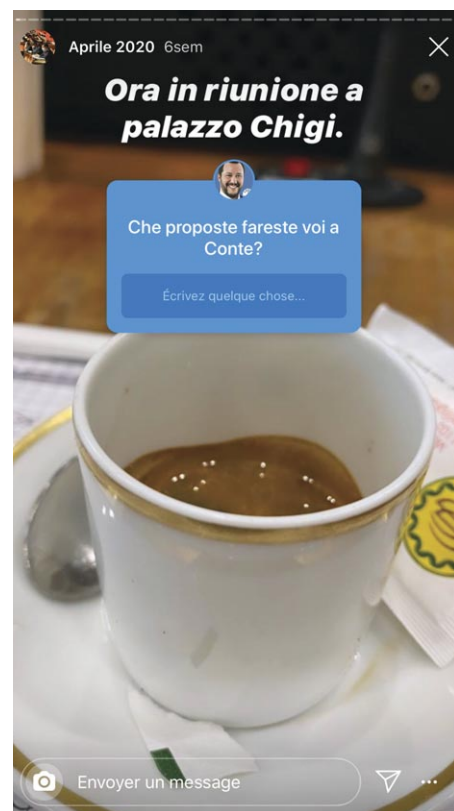 Aprile 2020 6sem
Ora in riunione a
palazzo Chigi.
Che proposte fareste voi a
Conte?
Écrivez quelque chose...
Envoyer un message